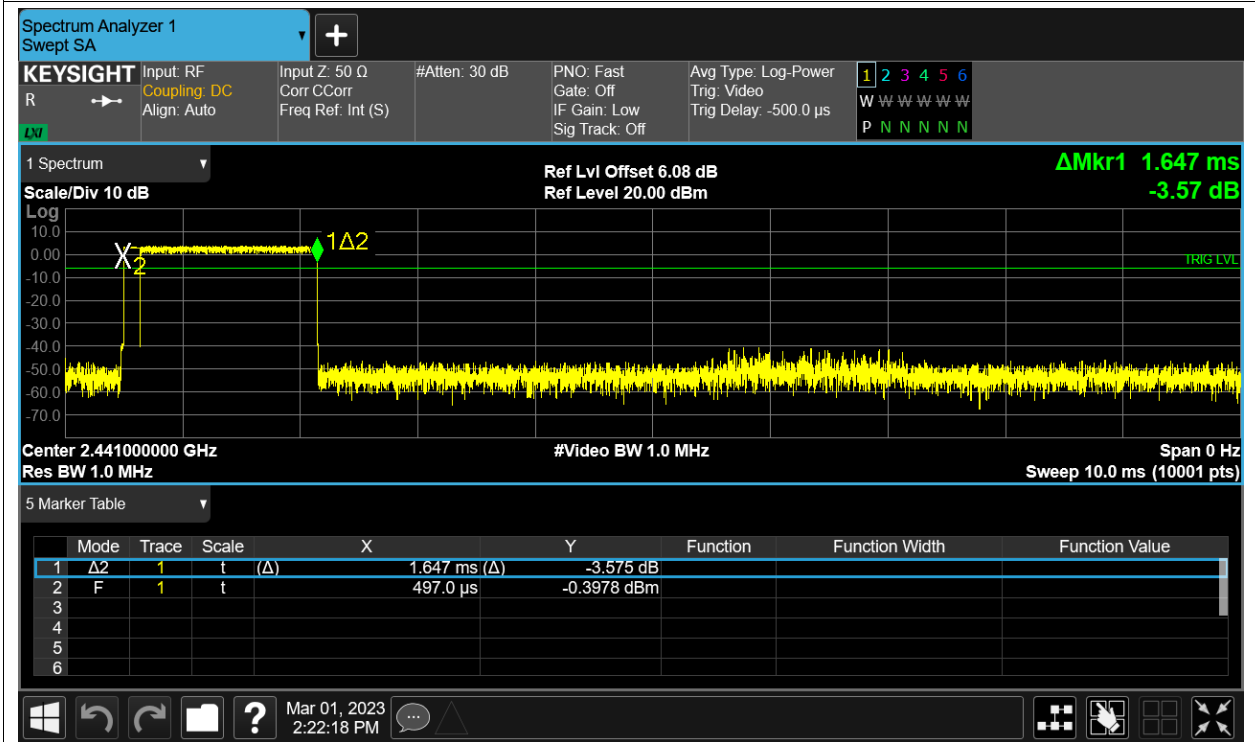 Spectrum Analyzer 1
Swept SA
KEYSIGHT Input: RF Input Z: 50 Ω #Atten: 30 dB PNO: Fast Avg Type: Log-Power 1 2 3 4 5 6
R Coupling: DC Corr CCorr Gate: Off Trig: Video W W W W W W
Align: Auto Freq Ref: Int (S) IF Gain: Low Trig Delay: -500.0 µs
LXI Sig Track: Off P N N N N N
1 Spectrum Ref Lvl Offset 6.08 dB ΔMkr1 1.647 ms
Scale/Div 10 dB Ref Level 20.00 dBm -3.57 dB
Log
10.0
1Δ2
0.00
X
2
TRIG LVL
-10.0
-20.0
-30.0
-40.0
-50.0
-60.0
-70.0
Center 2.441000000 GHz #Video BW 1.0 MHz Span 0 Hz
Res BW 1.0 MHz Sweep 10.0 ms (10001 pts)
5 Marker Table
Mode Trace Scale X Y Function Function Width Function Value
1 Δ2 1 t (Δ) 1.647 ms (Δ) -3.575 dB
2 F 1 t 497.0 µs -0.3978 dBm
3
4
5
6
? Mar 01, 2023
2:22:18 PM